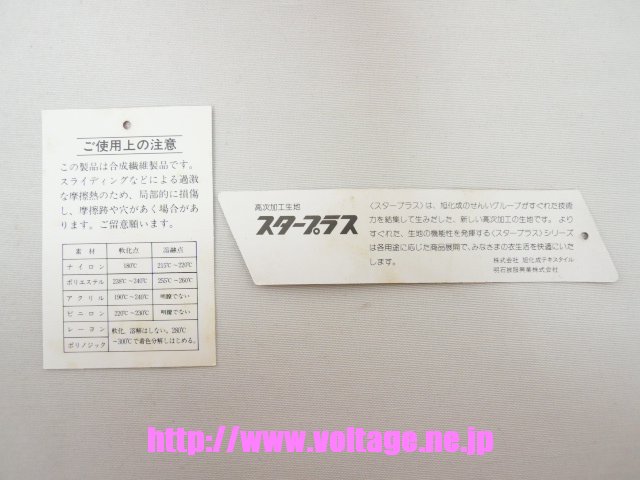 ご使用上の注意
この製品は合成繊維製品です。
スライディングなどによる過激
な摩擦熱のため、局部的に損傷
し、摩擦跡や穴があく場合があ
ります。ご留意願います。
素材 軟化点 溶融点
ナイロン 180℃ 215℃～220℃
ポリエステル 238℃～240℃ 255℃～260℃
アクリル 190℃～240℃ 明瞭でない
ビニロン 220℃～230℃ 明瞭でない
レーヨン 軟化、溶解はしない。260℃
ポリノジック ～300℃で着色分解しはじめる。
高次加工生地
スタープラス
〈スタープラス〉は、旭化成のせんいグループがすぐれた技術
力を結集して生みだした、新しい高次加工の生地です。より
すぐれた、生地の機能性を発揮する〈スタープラス〉シリーズ
は各用途に応じた商品展開で、みなさまの衣生活を快適にいた
します。
株式会社 旭化成テキスタイル
明石被服興業株式会社
http://www.voltage.ne.jp